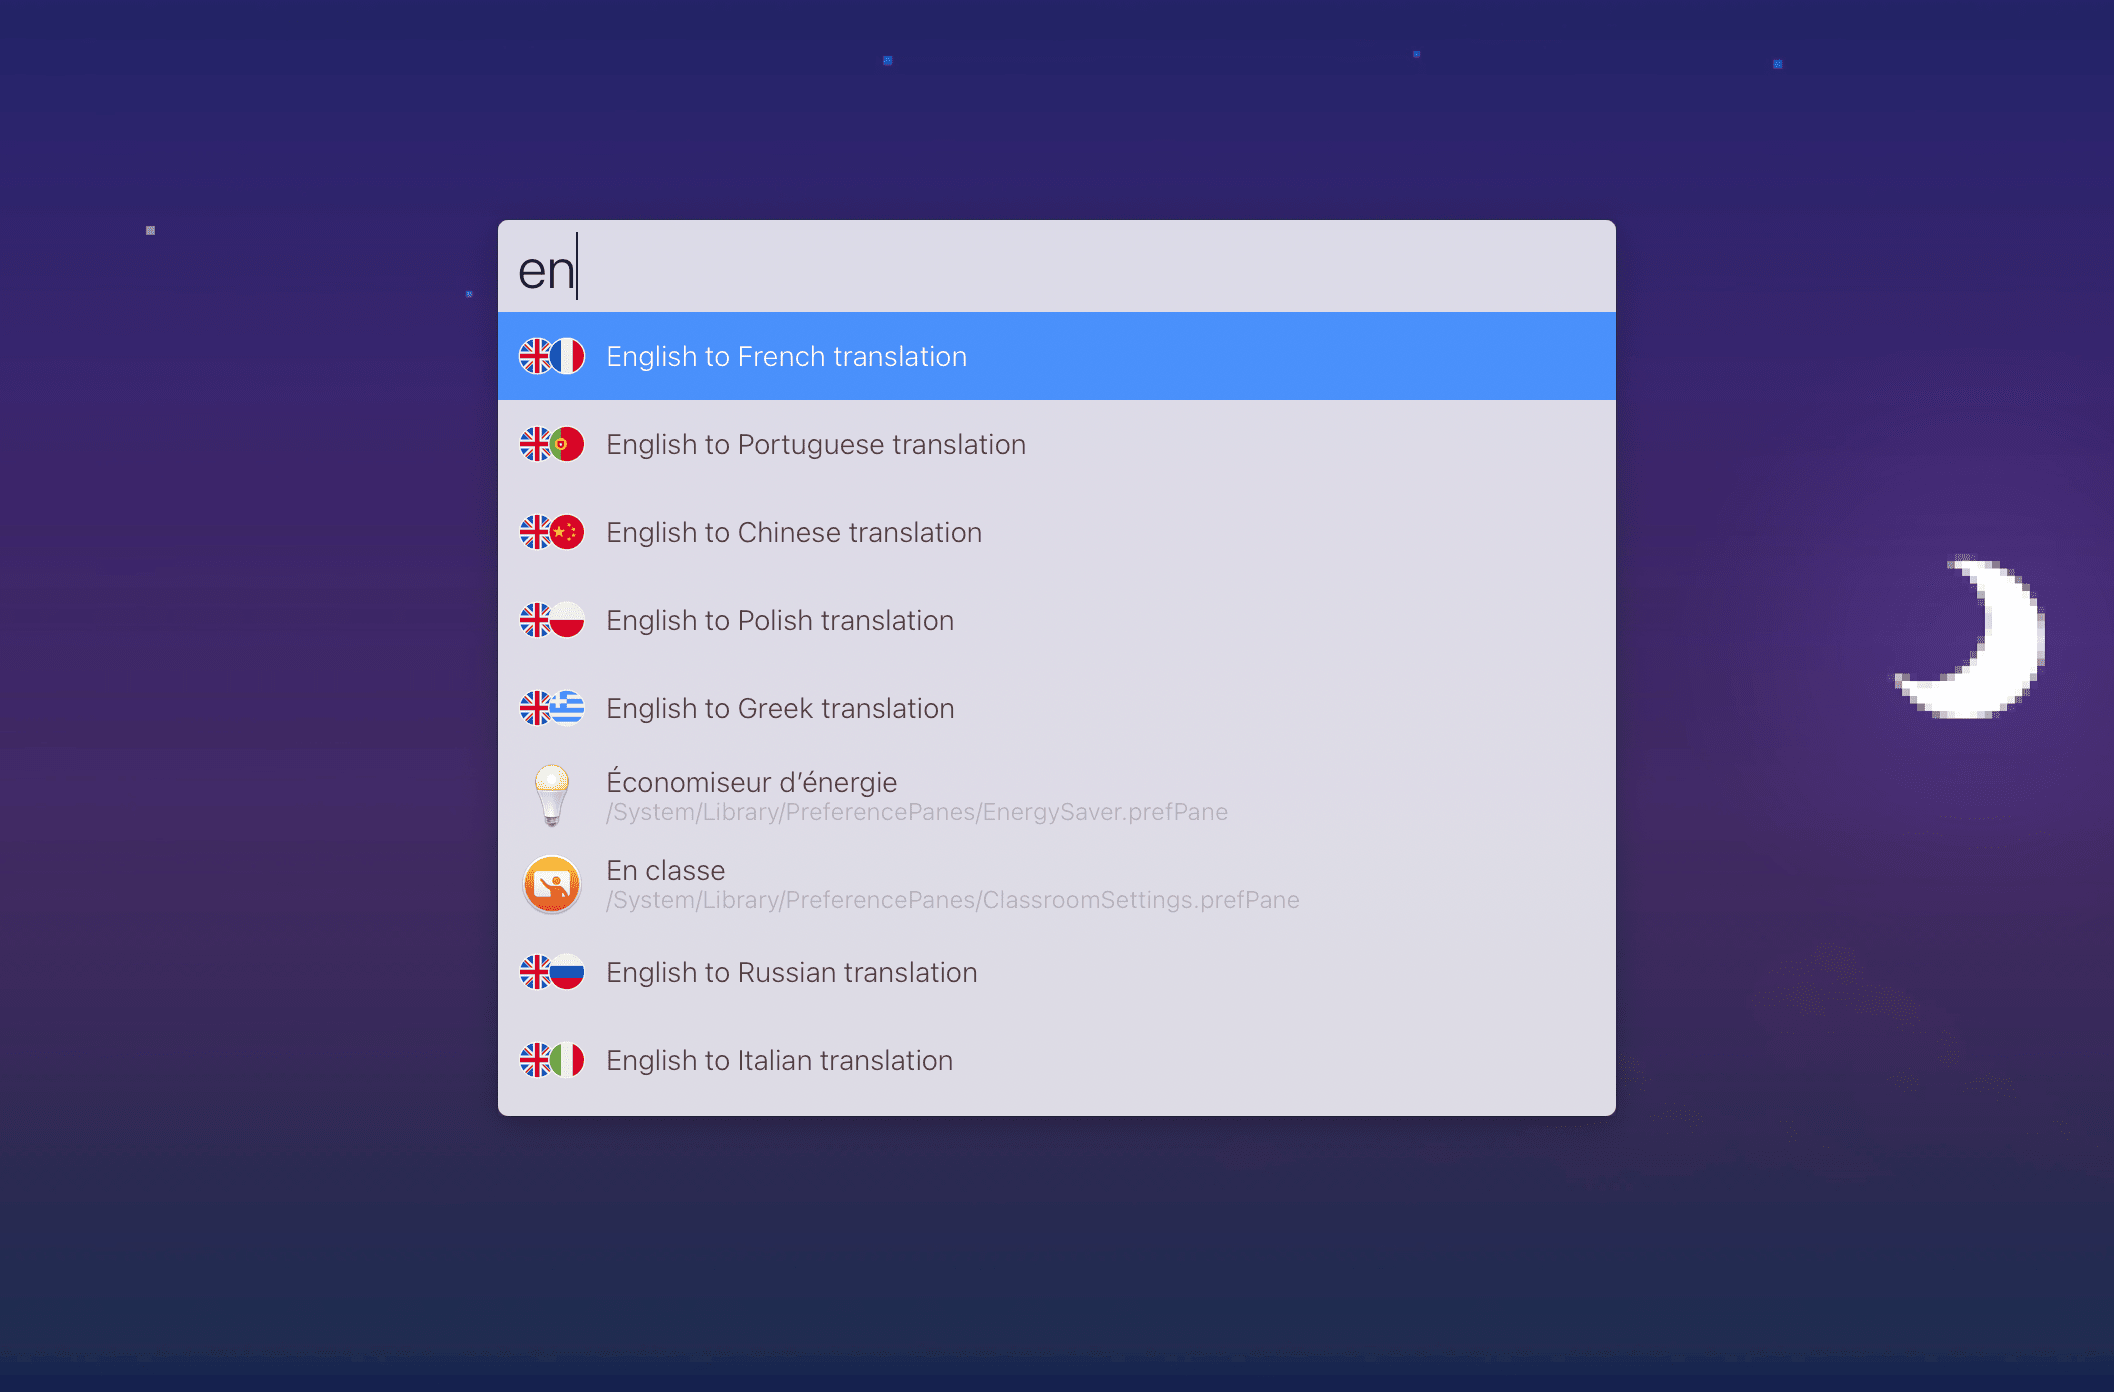 en
English to French translation
English to Portuguese translation
English to Chinese translation
English to Polish translation
English to Greek translation
Économiseur d’énergie
/System/Library/PreferencePanes/EnergySaver.prefPane
En classe
/System/Library/PreferencePanes/ClassroomSettings.prefPane
English to Russian translation
English to Italian translation